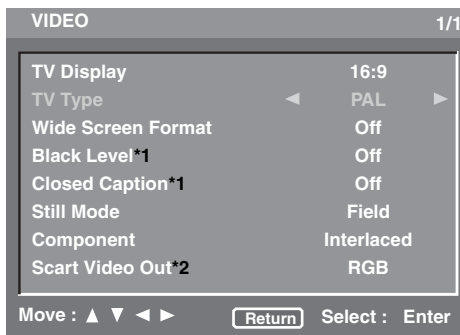 VIDEO 1/1
TV Display 16:9
TV Type ◄ PAL ►
Wide Screen Format Off
Black Level*1 Off
Closed Caption*1 Off
Still Mode Field
Component Interlaced
Scart Video Out*2 RGB
Move : ▲ ▼ ◄ ► Return Select : Enter